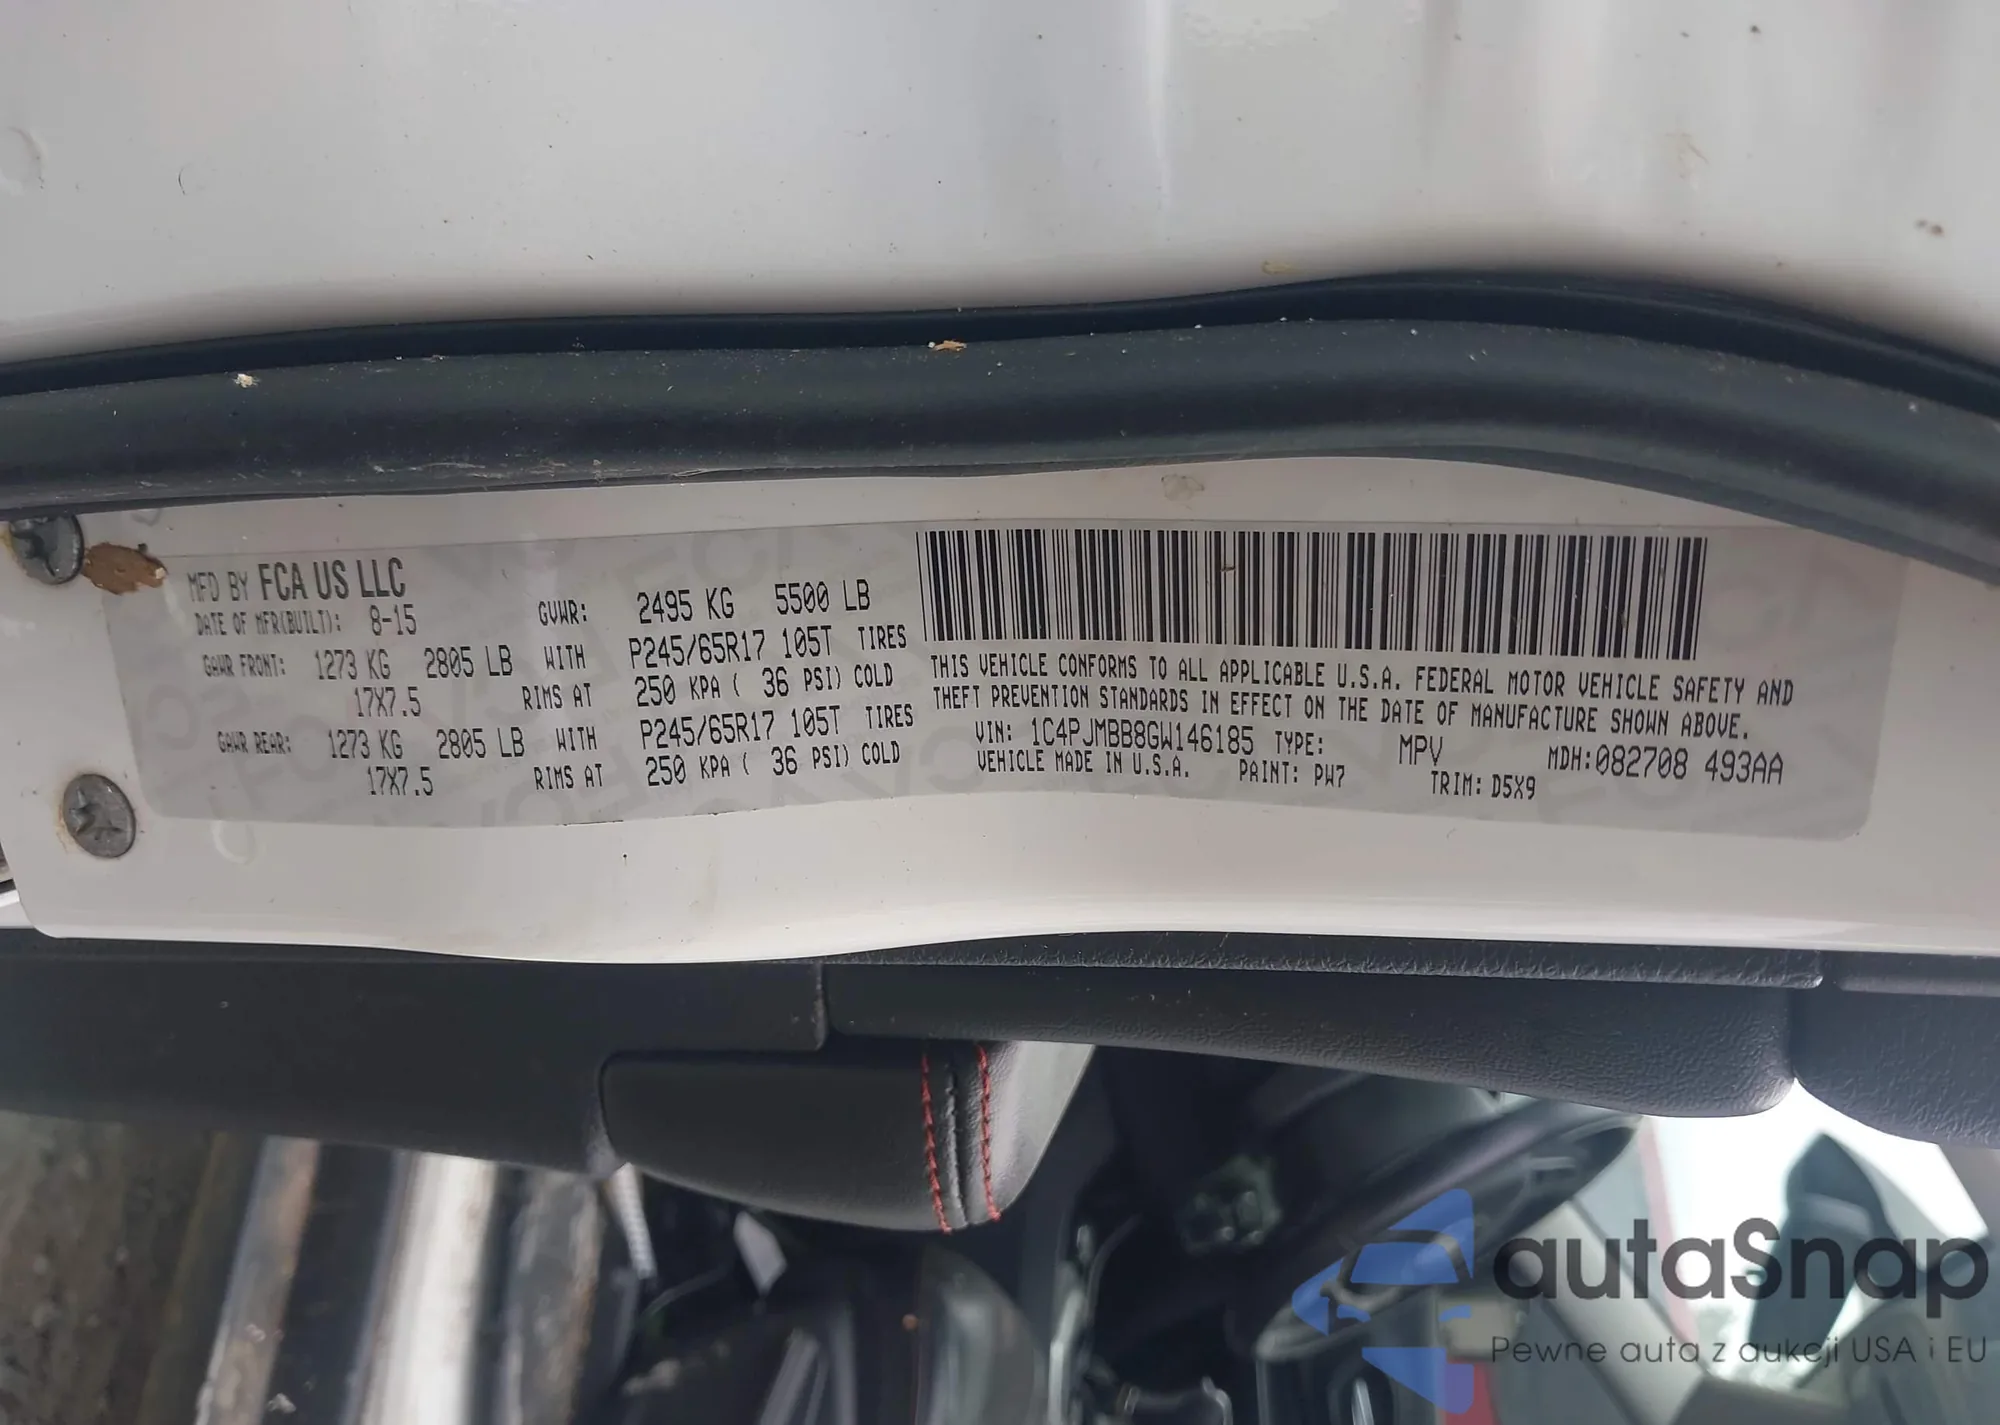 MFD BY FCA US LLC
DATE OF MFR(BUILT): 8-15 GVWR: 2495 KG 5500 LB
GAWR FRONT: 1273 KG 2805 LB WITH P245/65R17 105T TIRES
17X7.5 RIMS AT 250 KPA ( 36 PSI) COLD
GAWR REAR: 1273 KG 2805 LB WITH P245/65R17 105T TIRES
17X7.5 RIMS AT 250 KPA ( 36 PSI) COLD
THIS VEHICLE CONFORMS TO ALL APPLICABLE U.S.A. FEDERAL MOTOR VEHICLE SAFETY AND
THEFT PREVENTION STANDARDS IN EFFECT ON THE DATE OF MANUFACTURE SHOWN ABOVE.
VIN: 1C4PJMBB8GW146185 TYPE: MPV MDH:082708 493AA
VEHICLE MADE IN U.S.A. PAINT: PW7 TRIM: D5X9
autaSnap
Pewne auta z aukcji USA i EU